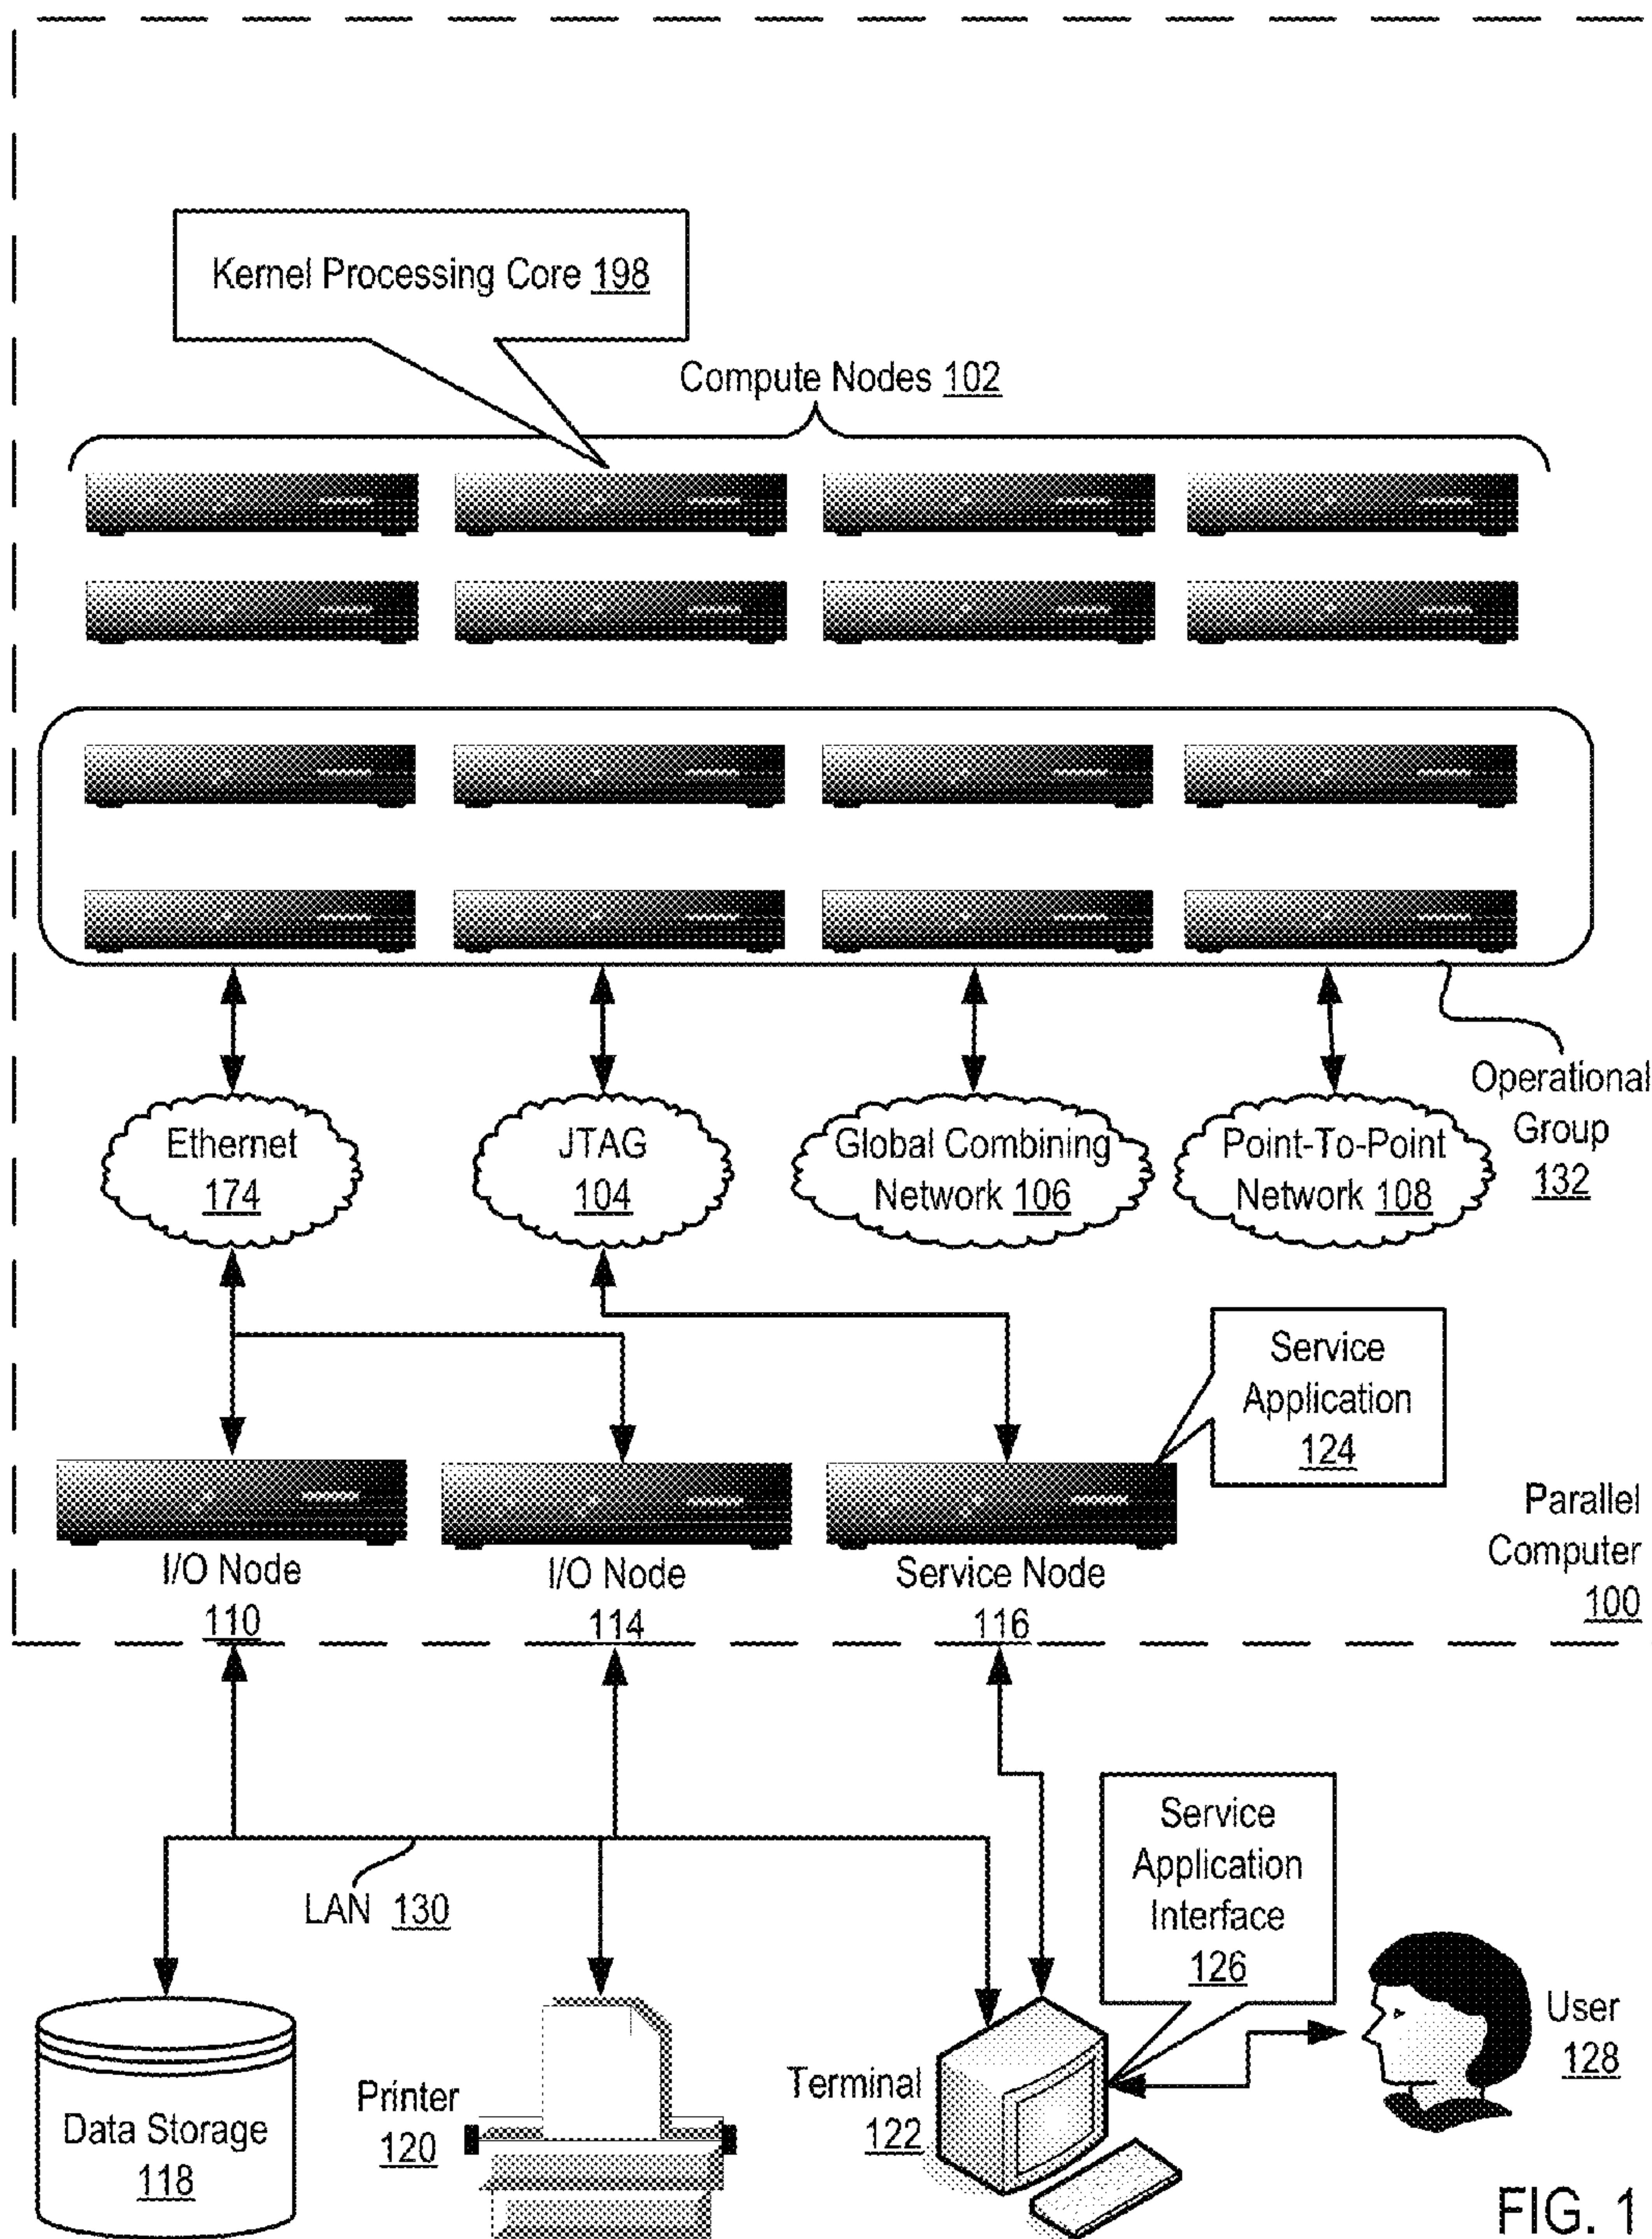 Kernel Processing Core 198
Compute Nodes 102
Operational
Group
132
Ethernet
174
JTAG
104
Global Combining
Network 106
Point-To-Point
Network 108
Service
Application
124
Parallel
Computer
100
I/O Node
110
I/O Node
114
Service Node
116
Service
Application
Interface
126
LAN 130
User
128
Data Storage
118
Printer
120
Terminal
122
FIG. 1